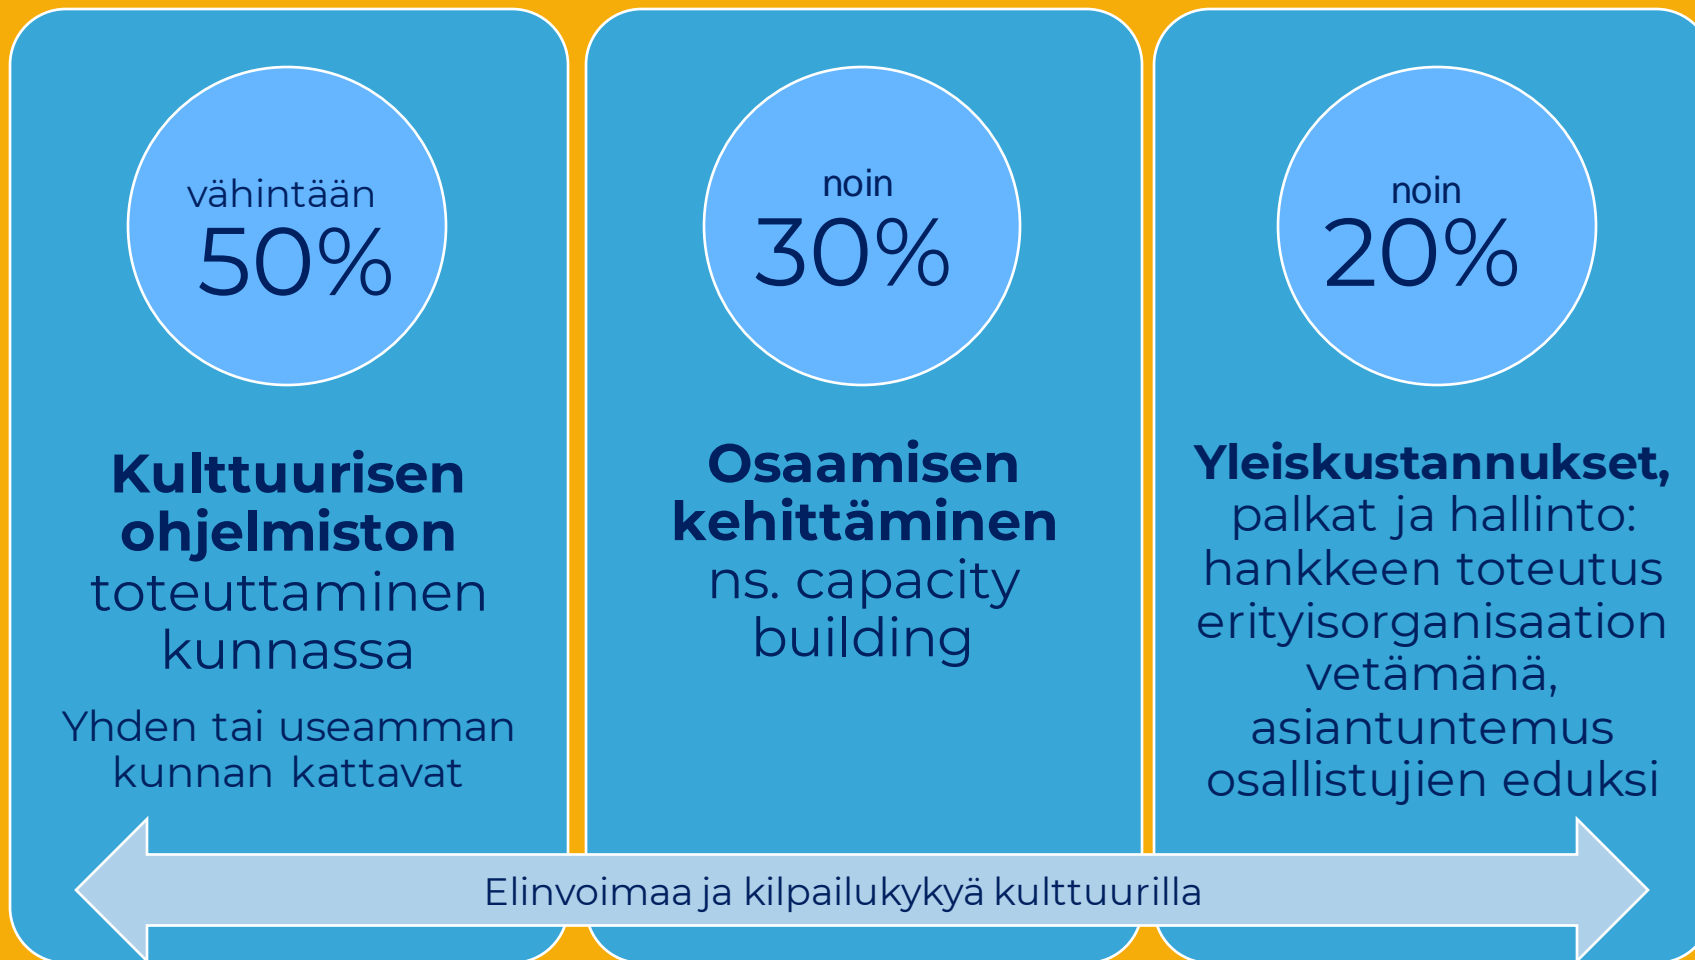 vähintään
50%
Kulttuurisen
ohjelmiston
toteuttaminen
kunnassa
Yhden tai useamman
kunnan kattavat
noin
30%
Osaamisen
kehittäminen
ns. capacity
building
noin
20%
Yleiskustannukset,
palkat ja hallinto:
hankkeen toteutus
erityisorganisaation
vetämänä,
asiantuntemus
osallistujien eduksi
Elinvoimaa ja kilpailukykyä kulttuurilla